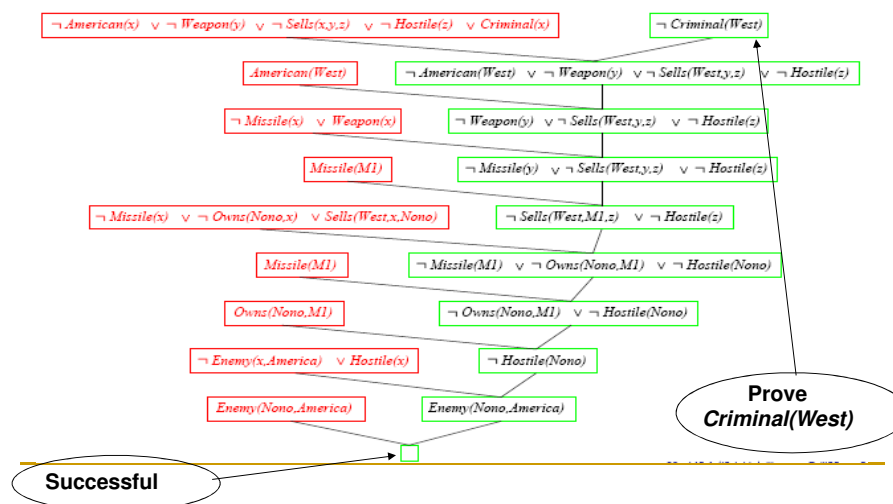 ¬ American(x) ∨ ¬ Weapon(y) ∨ ¬ Sells(x,y,z) ∨ ¬ Hostile(z) ∨ Criminal(x)
¬ Criminal(West)
American(West)
¬ American(West) ∨ ¬ Weapon(y) ∨ ¬ Sells(West,y,z) ∨ ¬ Hostile(z)
¬ Missile(x) ∨ Weapon(x)
¬ Weapon(y) ∨ ¬ Sells(West,y,z) ∨ ¬ Hostile(z)
Missile(M1)
¬ Missile(y) ∨ ¬ Sells(West,y,z) ∨ ¬ Hostile(z)
¬ Missile(x) ∨ ¬ Owns(Nono,x) ∨ Sells(West,x,Nono)
¬ Sells(West,M1,z) ∨ ¬ Hostile(z)
Missile(M1)
¬ Missile(M1) ∨ ¬ Owns(Nono,M1) ∨ ¬ Hostile(Nono)
Owns(Nono,M1)
¬ Owns(Nono,M1) ∨ ¬ Hostile(Nono)
¬ Enemy(x,America) ∨ Hostile(x)
¬ Hostile(Nono)
Enemy(Nono,America)
Enemy(Nono,America)
Prove
Criminal(West)
Successful